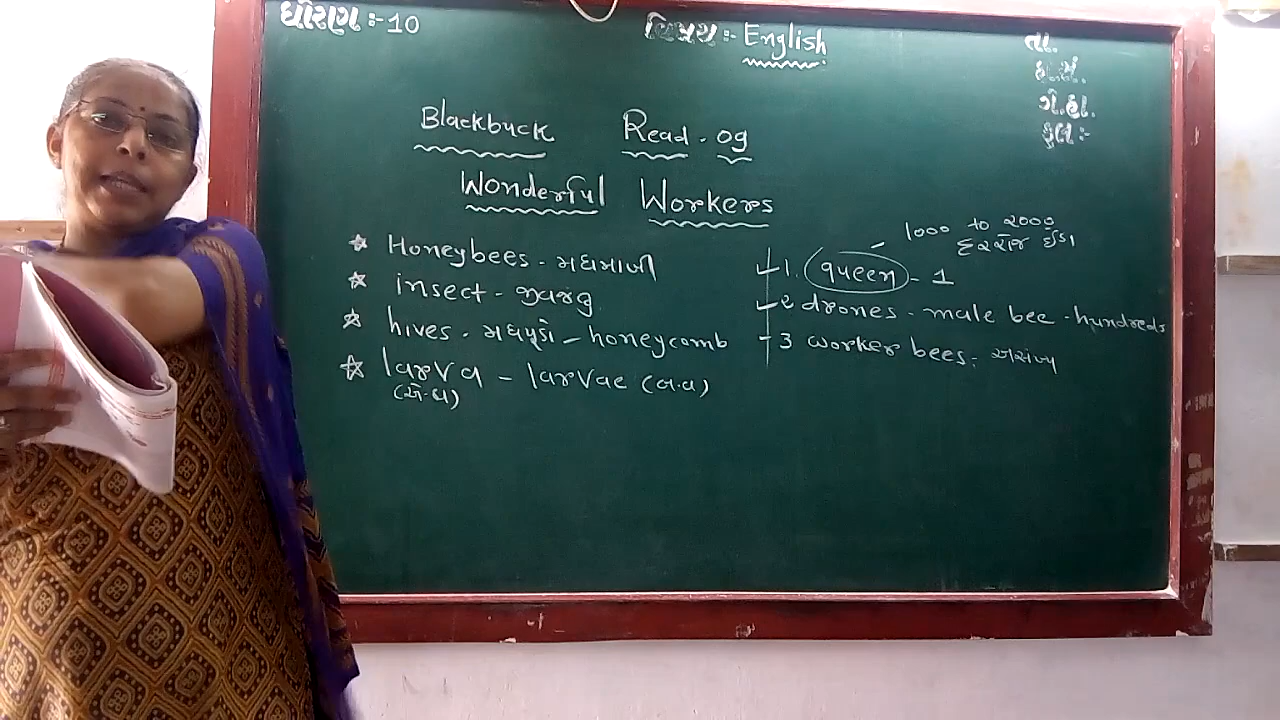 ધોરણ :- 10
વિષય :- English
તા.
ગે.હા.
કુલ :-
Blackbuck Read - og
Wonderful Workers
☆ Honeybees - મધમાખી
☆ insect - જીવજંતુ
☆ hives - મધપૂડો - honeycomb
☆ larva - larvae (બ.વ)
(એ.વ)
1000 to 2000
દરરોજ ઈંડા
1. queen - 1
2 drones - male bee - hundreds
3 worker bees - અસંખ્ય